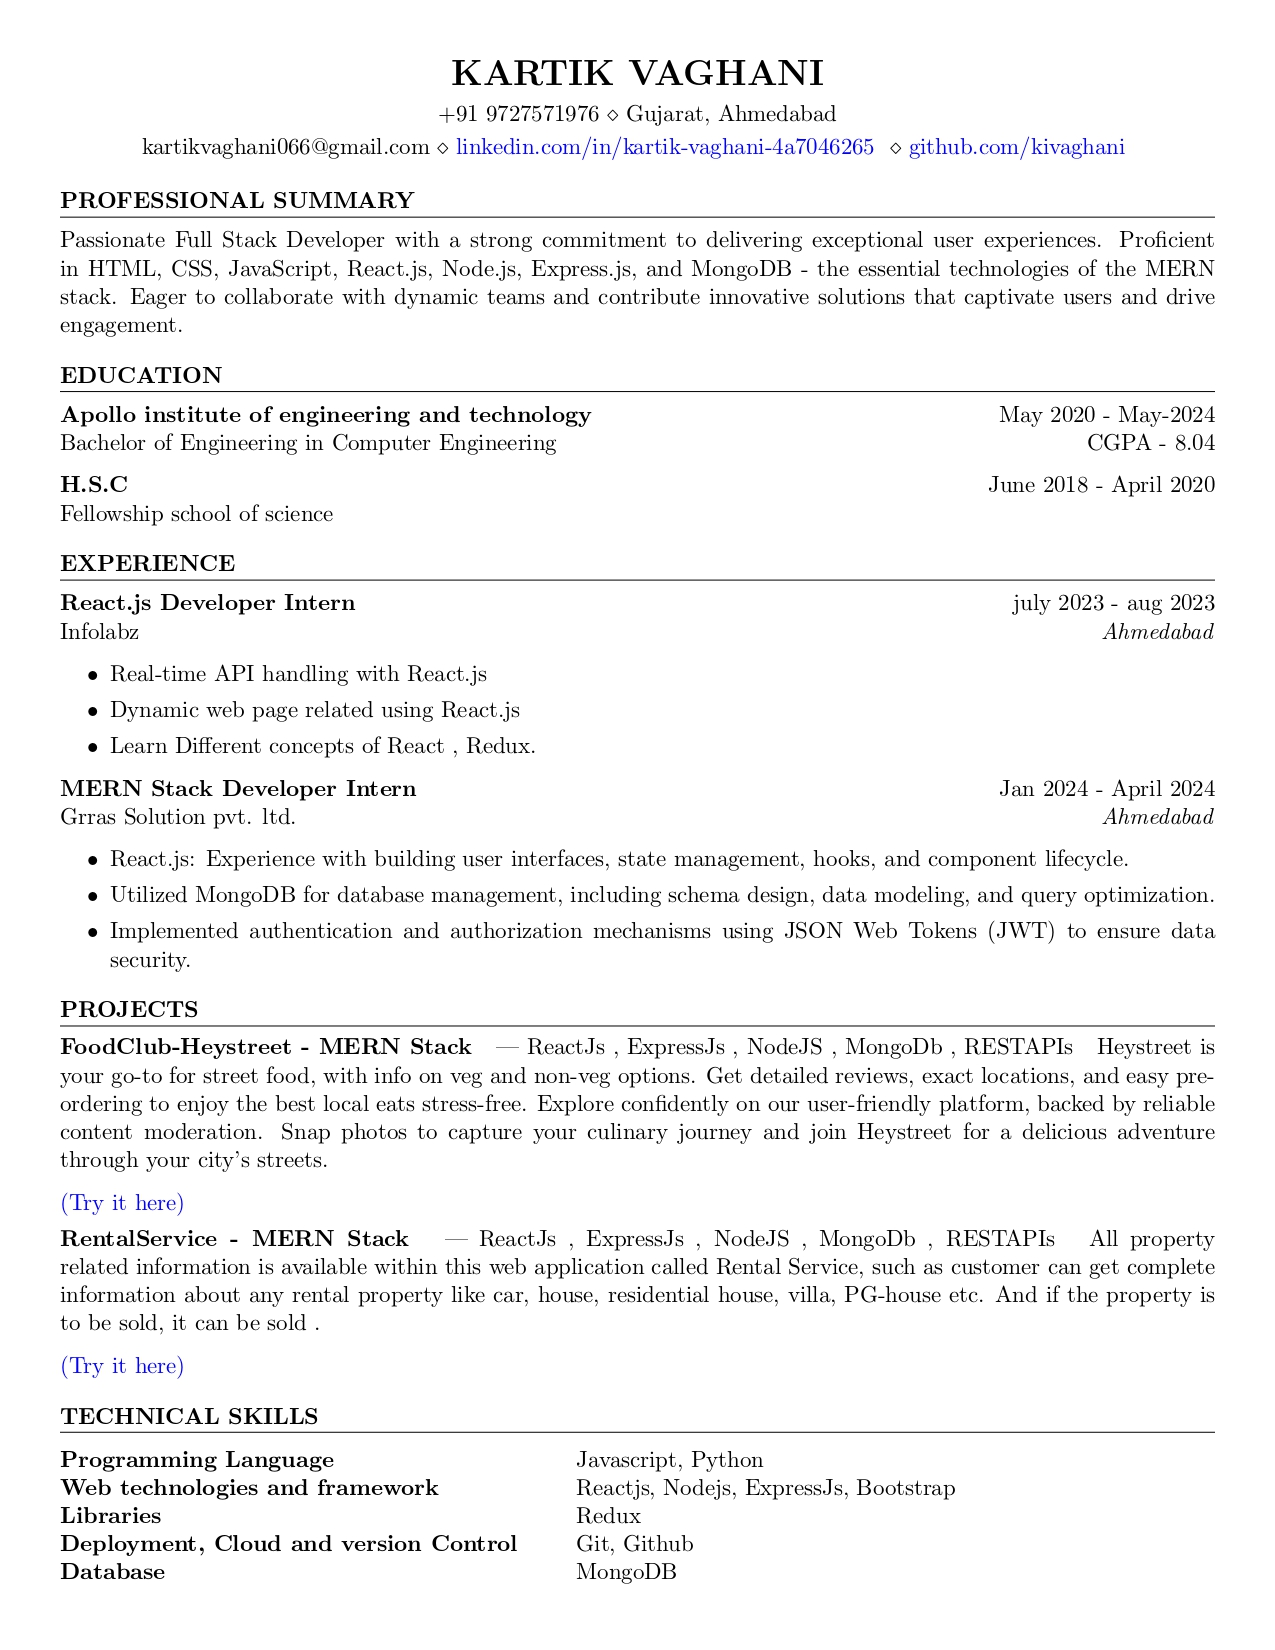 KARTIK VAGHANI
+91 9727571976 ⋄ Gujarat, Ahmedabad
kartikvaghani066@gmail.com ⋄ linkedin.com/in/kartik-vaghani-4a7046265 ⋄ github.com/kivaghani
PROFESSIONAL SUMMARY
Passionate Full Stack Developer with a strong commitment to delivering exceptional user experiences. Proficient
in HTML, CSS, JavaScript, React.js, Node.js, Express.js, and MongoDB - the essential technologies of the MERN
stack. Eager to collaborate with dynamic teams and contribute innovative solutions that captivate users and drive
engagement.
EDUCATION
Apollo institute of engineering and technology May 2020 - May-2024
Bachelor of Engineering in Computer Engineering CGPA - 8.04
H.S.C June 2018 - April 2020
Fellowship school of science
EXPERIENCE
React.js Developer Intern july 2023 - aug 2023
Infolabz Ahmedabad
• Real-time API handling with React.js
• Dynamic web page related using React.js
• Learn Different concepts of React , Redux.
MERN Stack Developer Intern Jan 2024 - April 2024
Grras Solution pvt. ltd. Ahmedabad
• React.js: Experience with building user interfaces, state management, hooks, and component lifecycle.
• Utilized MongoDB for database management, including schema design, data modeling, and query optimization.
• Implemented authentication and authorization mechanisms using JSON Web Tokens (JWT) to ensure data
security.
PROJECTS
FoodClub-Heystreet - MERN Stack — ReactJs , ExpressJs , NodeJS , MongoDb , RESTAPIs Heystreet is
your go-to for street food, with info on veg and non-veg options. Get detailed reviews, exact locations, and easy pre-
ordering to enjoy the best local eats stress-free. Explore confidently on our user-friendly platform, backed by reliable
content moderation. Snap photos to capture your culinary journey and join Heystreet for a delicious adventure
through your city's streets.
(Try it here)
RentalService - MERN Stack — ReactJs , ExpressJs , NodeJS , MongoDb , RESTAPIs All property
related information is available within this web application called Rental Service, such as customer can get complete
information about any rental property like car, house, residential house, villa, PG-house etc. And if the property is
to be sold, it can be sold .
(Try it here)
TECHNICAL SKILLS
Programming Language Javascript, Python
Web technologies and framework Reactjs, Nodejs, ExpressJs, Bootstrap
Libraries Redux
Deployment, Cloud and version Control Git, Github
Database MongoDB